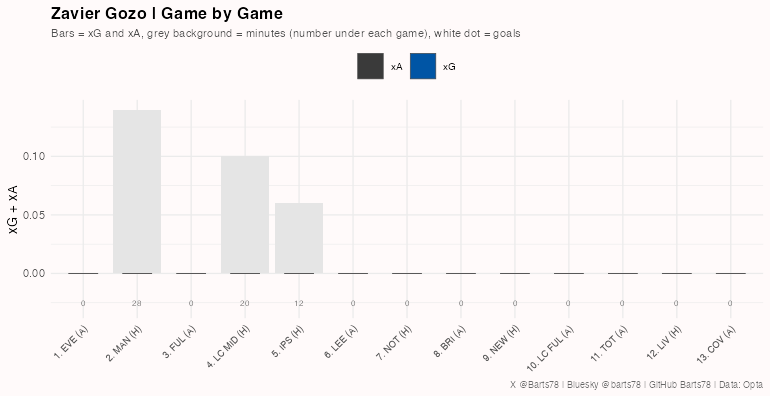 Zavier Gozo | Game by Game
Bars = xG and xA, grey background = minutes (number under each game), white dot = goals
xA xG
xG + xA
0.10
0.05
0.00
0 28 0 20 12 0 0 0 0 0 0 0 0
1. EVE (A)
2. MAN (H)
3. FUL (A)
4. LC MID (H)
5. IPS (H)
6. LEE (A)
7. NOT (H)
8. BRI (A)
9. NEW (H)
10. LC FUL (A)
11. TOT (A)
12. LIV (H)
13. COV (A)
X @Barts78 | Bluesky @barts78 | GitHub Barts78 | Data: Opta